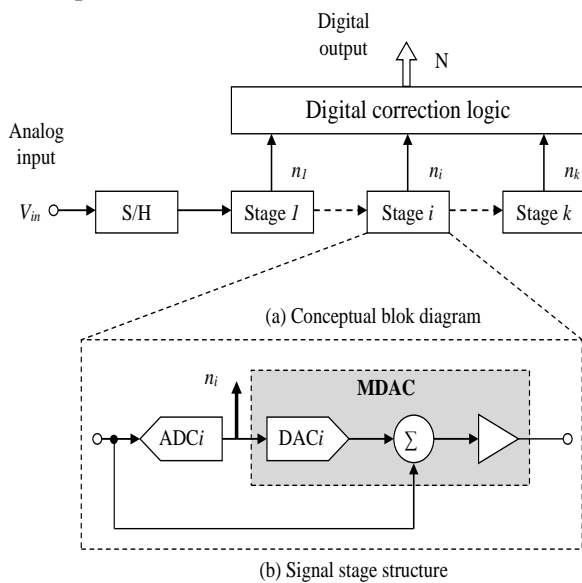 Digital
output
N
Digital correction logic
Analog
input
n1
ni
nk
Vin
S/H
Stage 1
Stage i
Stage k
(a) Conceptual blok diagram
ni
MDAC
ADCi
DACi
Σ
(b) Signal stage structure